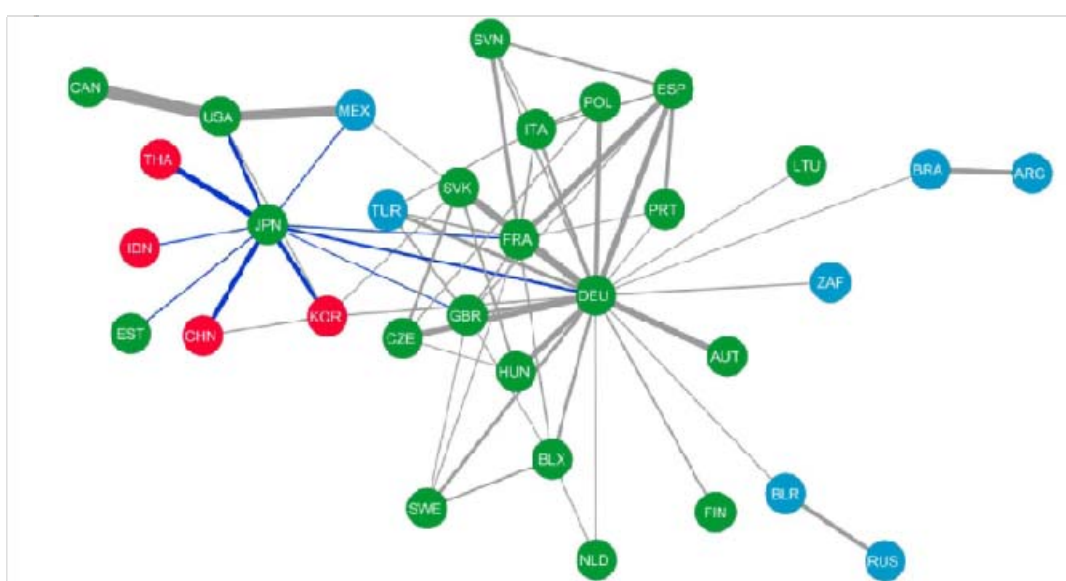 SVN
CAN
POL
ESP
USA
MEX
ITA
THA
LTU
BRA
ARG
SVK
TUR
PRT
JPN
FRA
IDN
ZAF
DEU
KOR
GBR
EST
CHN
CZE
AUT
HUN
BLX
BLR
SWE
FIN
NLD
RUS